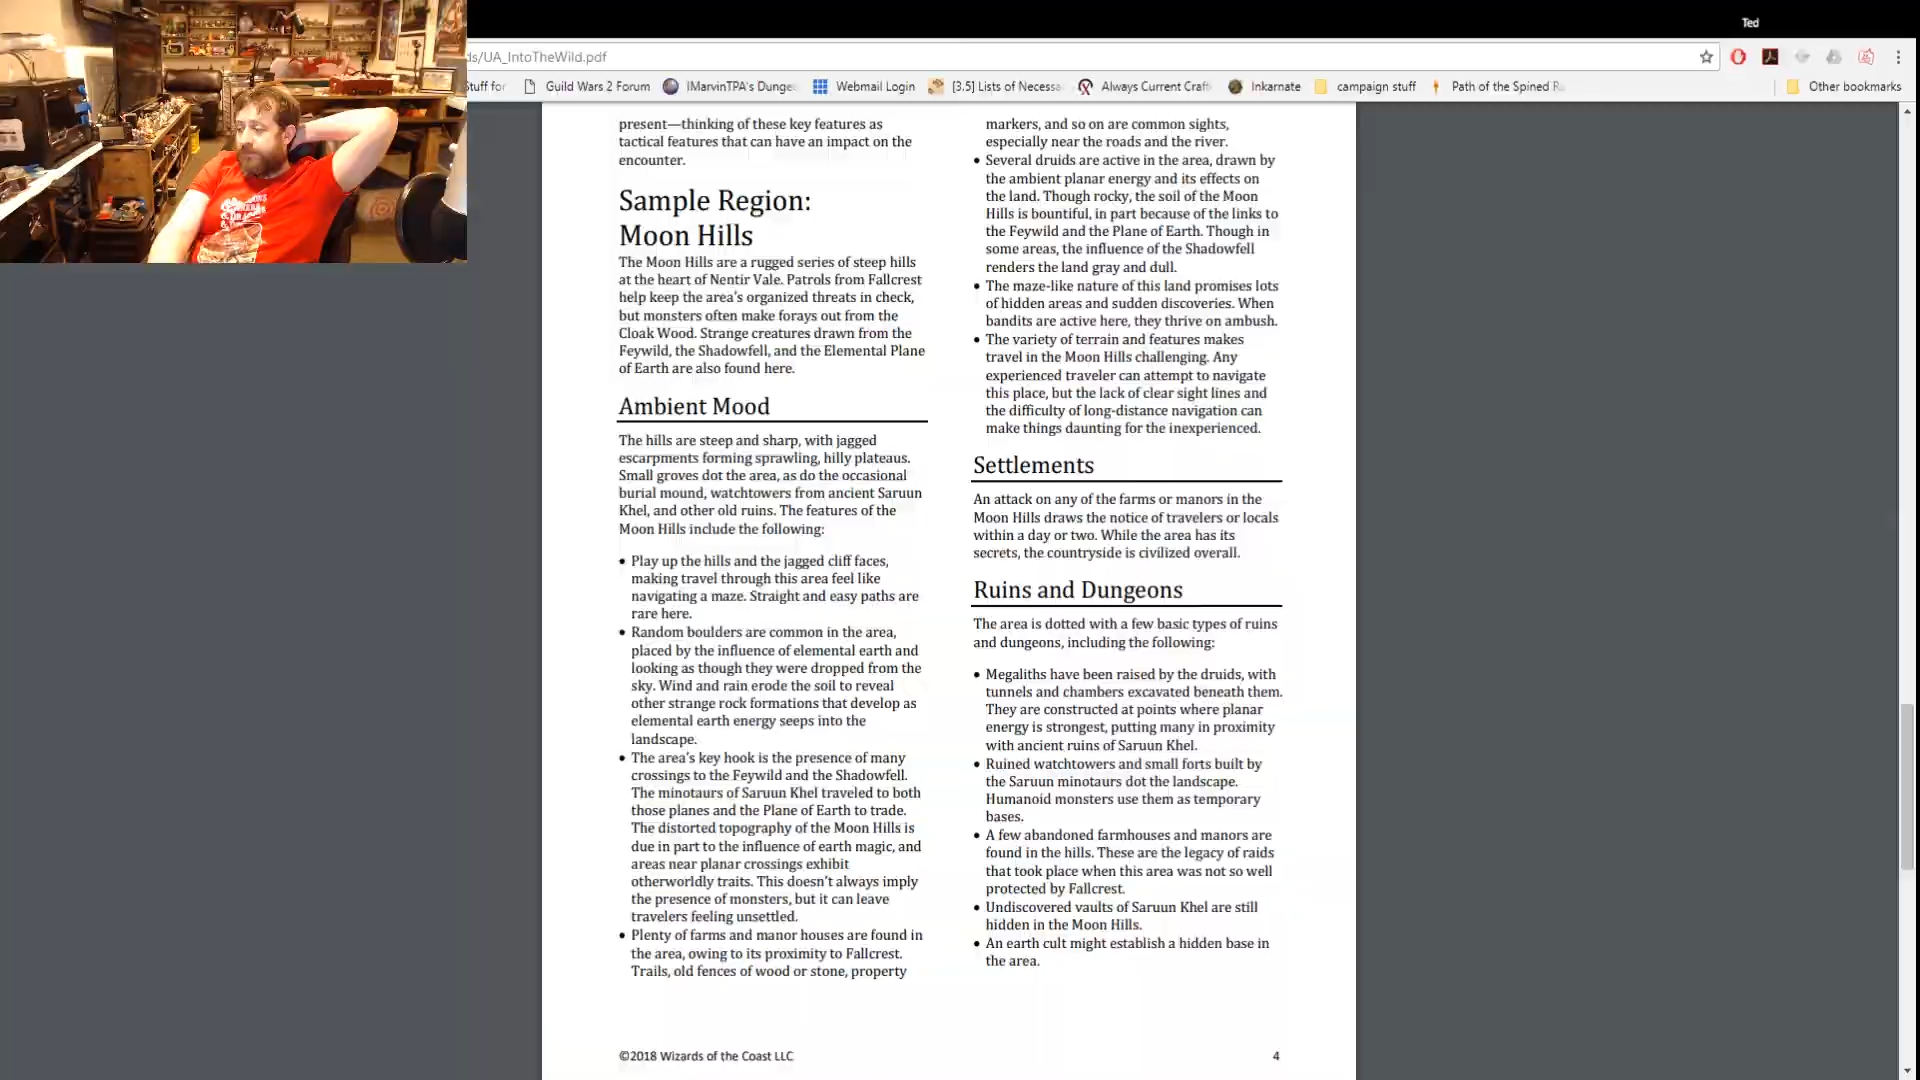 Ted
ds/UA_IntoTheWild.pdf
Stuff for
Guild Wars 2 Forum
IMarvinTPA's Dunge
Webmail Login
[3.5] Lists of Necessa
Always Current Craft
Inkarnate
campaign stuff
Path of the Spined R
Other bookmarks
present—thinking of these key features as
tactical features that can have an impact on the
encounter.
Sample Region:
Moon Hills
The Moon Hills are a rugged series of steep hills
at the heart of Nentir Vale. Patrols from Fallcrest
help keep the area's organized threats in check,
but monsters often make forays out from the
Cloak Wood. Strange creatures drawn from the
Feywild, the Shadowfell, and the Elemental Plane
of Earth are also found here.
Ambient Mood
The hills are steep and sharp, with jagged
escarpments forming sprawling, hilly plateaus.
Small groves dot the area, as do the occasional
burial mound, watchtowers from ancient Saruun
Khel, and other old ruins. The features of the
Moon Hills include the following:
• Play up the hills and the jagged cliff faces,
making travel through this area feel like
navigating a maze. Straight and easy paths are
rare here.
• Random boulders are common in the area,
placed by the influence of elemental earth and
looking as though they were dropped from the
sky. Wind and rain erode the soil to reveal
other strange rock formations that develop as
elemental earth energy seeps into the
landscape.
• The area's key hook is the presence of many
crossings to the Feywild and the Shadowfell.
The minotaurs of Saruun Khel traveled to both
those planes and the Plane of Earth to trade.
The distorted topography of the Moon Hills is
due in part to the influence of earth magic, and
areas near planar crossings exhibit
otherworldly traits. This doesn't always imply
the presence of monsters, but it can leave
travelers feeling unsettled.
• Plenty of farms and manor houses are found in
the area, owing to its proximity to Fallcrest.
Trails, old fences of wood or stone, property
markers, and so on are common sights,
especially near the roads and the river.
• Several druids are active in the area, drawn by
the ambient planar energy and its effects on
the land. Though rocky, the soil of the Moon
Hills is bountiful, in part because of the links to
the Feywild and the Plane of Earth. Though in
some areas, the influence of the Shadowfell
renders the land gray and dull.
• The maze-like nature of this land promises lots
of hidden areas and sudden discoveries. When
bandits are active here, they thrive on ambush.
• The variety of terrain and features makes
travel in the Moon Hills challenging. Any
experienced traveler can attempt to navigate
this place, but the lack of clear sight lines and
the difficulty of long-distance navigation can
make things daunting for the inexperienced.
Settlements
An attack on any of the farms or manors in the
Moon Hills draws the notice of travelers or locals
within a day or two. While the area has its
secrets, the countryside is civilized overall.
Ruins and Dungeons
The area is dotted with a few basic types of ruins
and dungeons, including the following:
• Megaliths have been raised by the druids, with
tunnels and chambers excavated beneath them.
They are constructed at points where planar
energy is strongest, putting many in proximity
with ancient ruins of Saruun Khel.
• Ruined watchtowers and small forts built by
the Saruun minotaurs dot the landscape.
Humanoid monsters use them as temporary
bases.
• A few abandoned farmhouses and manors are
found in the hills. These are the legacy of raids
that took place when this area was not so well
protected by Fallcrest.
• Undiscovered vaults of Saruun Khel are still
hidden in the Moon Hills.
• An earth cult might establish a hidden base in
the area.
©2018 Wizards of the Coast LLC
4